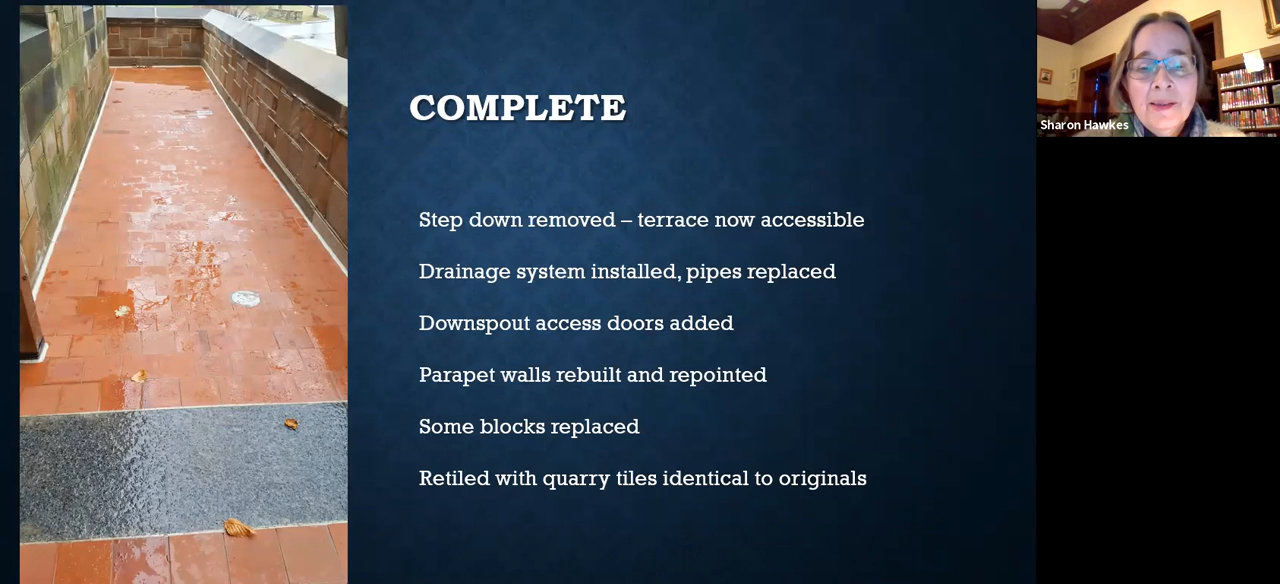 COMPLETE
Step down removed – terrace now accessible
Drainage system installed, pipes replaced
Downspout access doors added
Parapet walls rebuilt and repointed
Some blocks replaced
Retiled with quarry tiles identical to originals
Sharon Hawkes